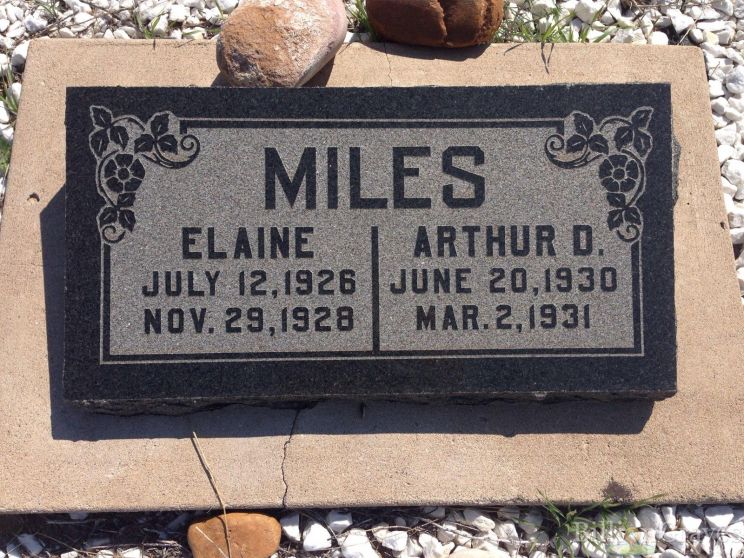 MILES
ELAINE
JULY 12, 1926
NOV. 29, 1928
ARTHUR D.
JUNE 20, 1930
MAR. 2, 1931